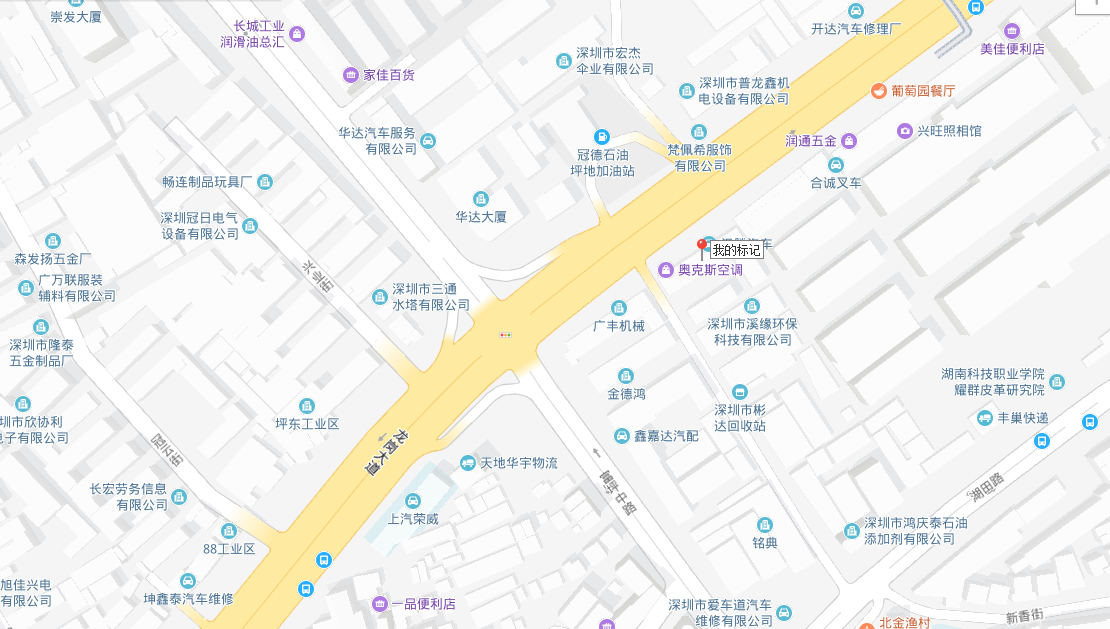 崇发大厦
长城工业
润滑油总汇
家佳百货
深圳市宏杰
伞业有限公司
开达汽车修理厂
美佳便利店
深圳市普龙鑫机
电设备有限公司
葡萄园餐厅
华达汽车服务
有限公司
冠德石油
坪地加油站
梵佩希服饰
有限公司
润通五金
兴旺照相馆
合诚叉车
畅连制品玩具厂
华达大厦
深圳冠日电气
设备有限公司
森发扬五金厂
我的标记
奥克斯空调
广万联服装
辅料有限公司
兴业街
深圳市三通
水塔有限公司
广丰机械
深圳市溪缘环保
科技有限公司
深圳市隆泰
五金制品厂
金德鸿
湖南科技职业学院
耀群皮革研究院
圳市欣协利
电子有限公司
坪东工业区
深圳市彬
达回收站
丰巢快递
龙岗大道
鑫嘉达汽配
天地华宇物流
湖田路
长宏劳务信息
有限公司
上汽荣威
富坪中路
深圳市鸿庆泰石油
添加剂有限公司
88工业区
铭典
旭佳兴电
有限公司
坤鑫泰汽车维修
一品便利店
深圳市爱车道汽车
维修有限公司
新香街
北金渔村